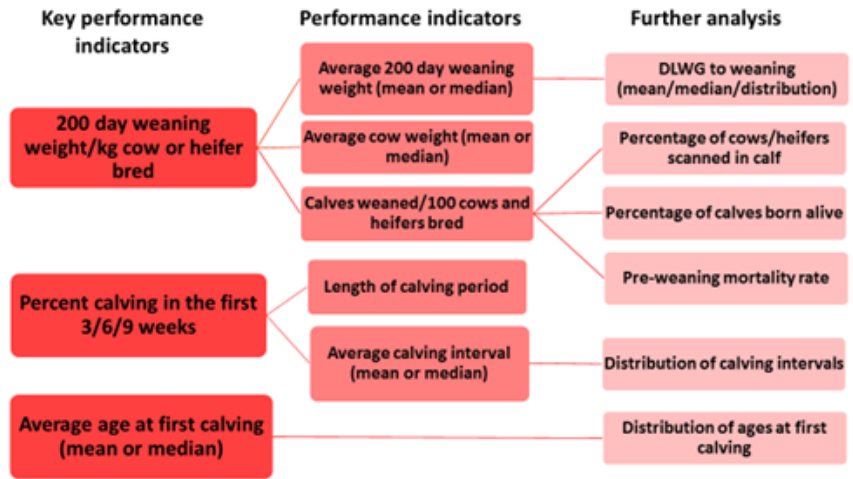 Key performance
indicators
Performance indicators
Further analysis
200 day weaning
weight/kg cow or heifer
bred
Average 200 day weaning
weight (mean or median)
DLWG to weaning
(mean/median/distribution)
Average cow weight (mean or
median)
Calves weaned/100 cows and
heifers bred
Percentage of cows/heifers
scanned in calf
Percentage of calves born alive
Pre-weaning mortality rate
Percent calving in the first
3/6/9 weeks
Length of calving period
Average calving interval
(mean or median)
Distribution of calving intervals
Average age at first calving
(mean or median)
Distribution of ages at first
calving